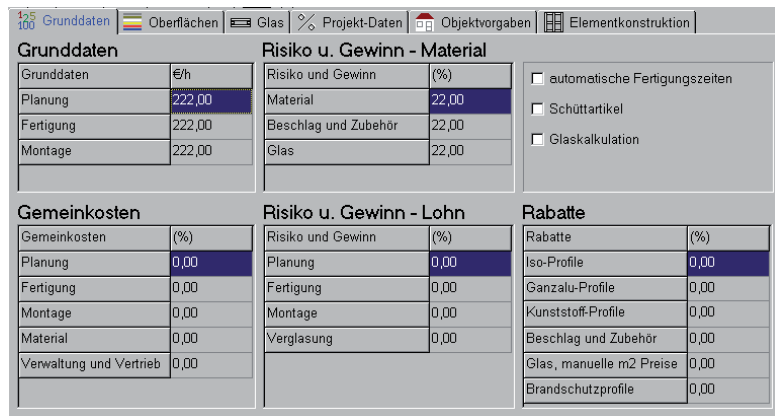 125 100 Grunddaten Oberflächen Glas Projekt-Daten Objektvorgaben Elementkonstruktion
Grunddaten
Grunddaten €/h
Planung 222,00
Fertigung 222,00
Montage 222,00
Risiko u. Gewinn - Material
Risiko und Gewinn (%)
Material 22,00
Beschlag und Zubehör 22,00
Glas 22,00
automatische Fertigungszeiten
Schüttartikel
Glaskalkulation
Gemeinkosten
Gemeinkosten (%)
Planung 0,00
Fertigung 0,00
Montage 0,00
Material 0,00
Verwaltung und Vertrieb 0,00
Risiko u. Gewinn - Lohn
Risiko und Gewinn (%)
Planung 0,00
Fertigung 0,00
Montage 0,00
Verglasung 0,00
Rabatte
Rabatte (%)
Iso-Profile 0,00
Ganzalu-Profile 0,00
Kunststoff-Profile 0,00
Beschlag und Zubehör 0,00
Glas, manuelle m2 Preise 0,00
Brandschutzprofile 0,00